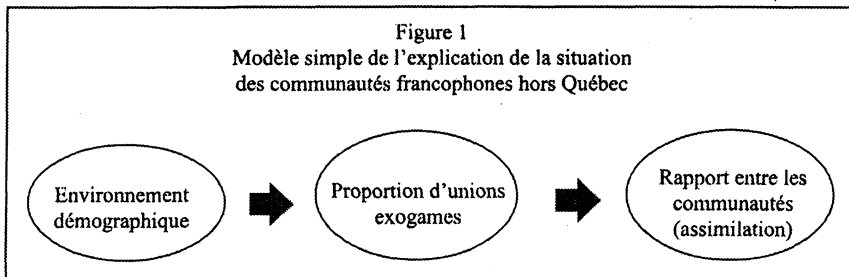 Figure 1
Modèle simple de l'explication de la situation
des communautés francophones hors Québec
Environnement
démographique
Proportion d'unions
exogames
Rapport entre les
communautés
(assimilation)